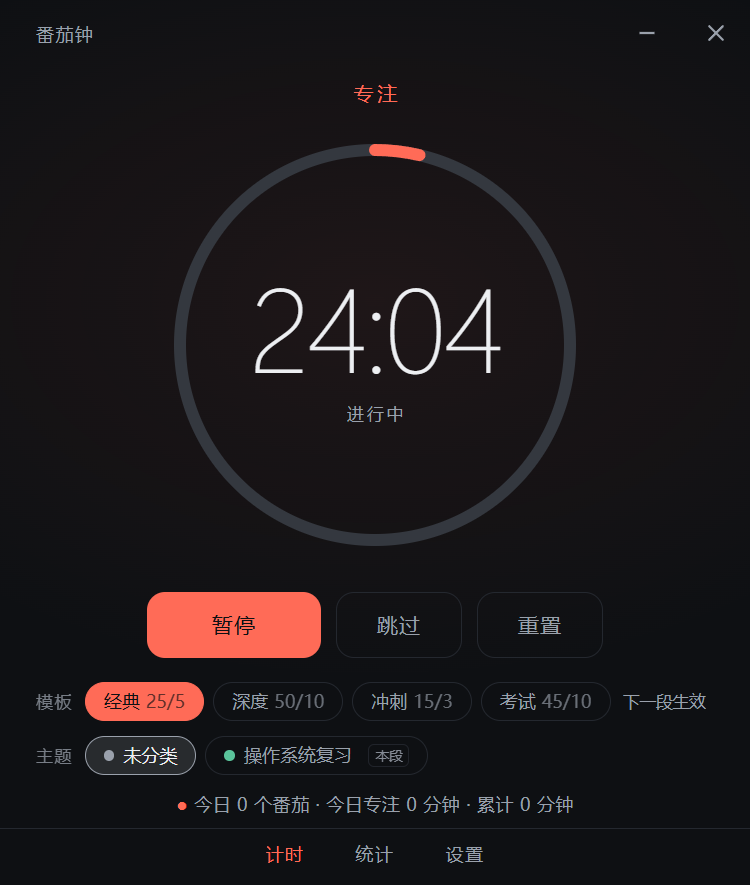 番茄钟
专注
24:04
进行中
暂停 跳过 重置
模板 经典 25/5 深度 50/10 冲刺 15/3 考试 45/10 下一段生效
主题 未分类 操作系统复习 本段
今日 0 个番茄 · 今日专注 0 分钟 · 累计 0 分钟
计时 统计 设置